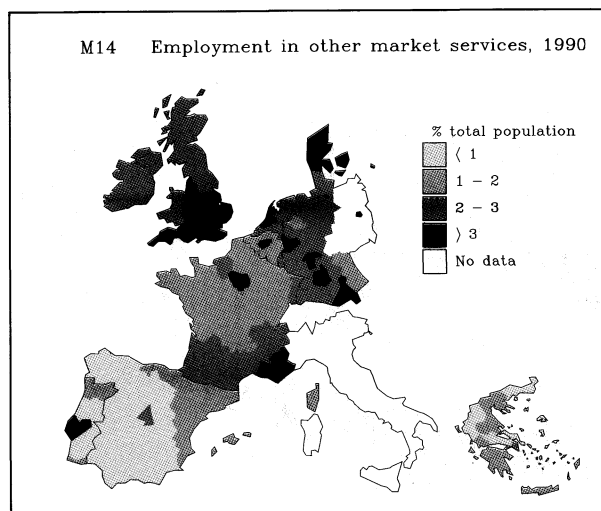 M14 Employment in other market services, 1990
% total population
< 1
1 - 2
2 - 3
> 3
No data